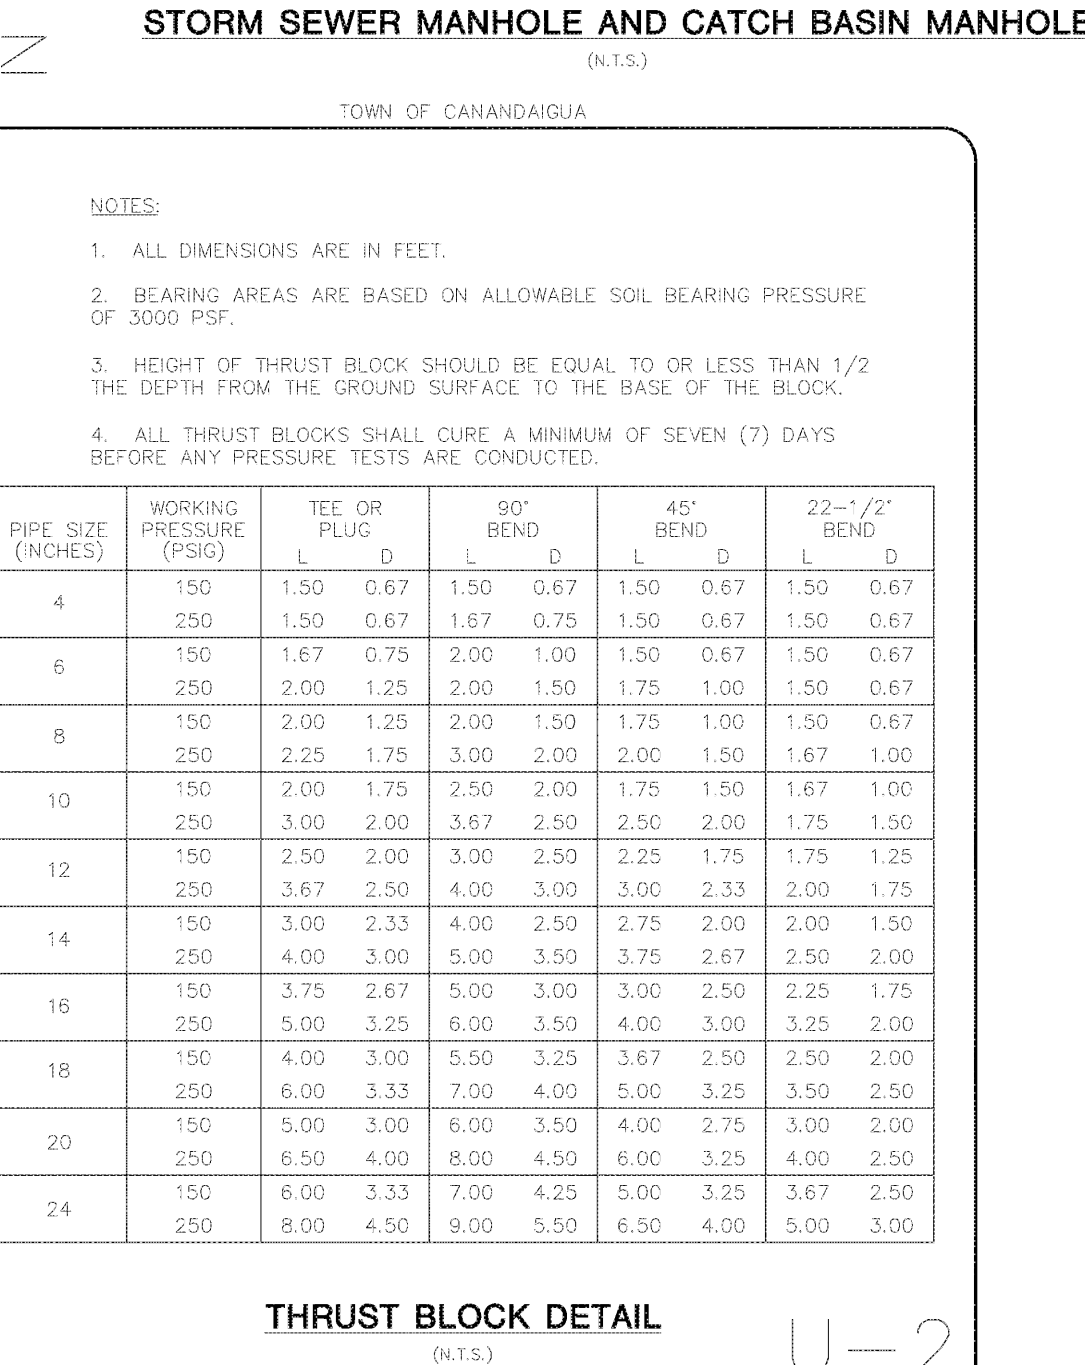 STORM SEWER MANHOLE AND CATCH BASIN MANHOLE
(N.T.S.)
TOWN OF CANANDAIGUA
NOTES:
1. ALL DIMENSIONS ARE IN FEET.
2. BEARING AREAS ARE BASED ON ALLOWABLE SOIL BEARING PRESSURE
OF 3000 PSF.
3. HEIGHT OF THRUST BLOCK SHOULD BE EQUAL TO OR LESS THAN 1/2
THE DEPTH FROM THE GROUND SURFACE TO THE BASE OF THE BLOCK.
4. ALL THRUST BLOCKS SHALL CURE A MINIMUM OF SEVEN (7) DAYS
BEFORE ANY PRESSURE TESTS ARE CONDUCTED.
PIPE SIZE (INCHES) WORKING PRESSURE (PSIG) TEE OR PLUG 90° BEND 45° BEND 22-1/2° BEND
L D L D L D L D
4 150 1.50 0.67 1.50 0.67 1.50 0.67 1.50 0.67
250 1.50 0.67 1.67 0.75 1.50 0.67 1.50 0.67
6 150 1.67 0.75 2.00 1.00 1.50 0.67 1.50 0.67
250 2.00 1.25 2.00 1.50 1.75 1.00 1.50 0.67
8 150 2.00 1.25 2.00 1.50 1.75 1.00 1.50 0.67
250 2.25 1.75 3.00 2.00 2.00 1.50 1.67 1.00
10 150 2.00 1.75 2.50 2.00 1.75 1.50 1.67 1.00
250 3.00 2.00 3.67 2.50 2.50 2.00 1.75 1.50
12 150 2.50 2.00 3.00 2.50 2.25 1.75 1.75 1.25
250 3.67 2.50 4.00 3.00 3.00 2.33 2.00 1.75
14 150 3.00 2.33 4.00 2.50 2.75 2.00 2.00 1.50
250 4.00 3.00 5.00 3.50 3.75 2.67 2.50 2.00
16 150 3.75 2.67 5.00 3.00 3.00 2.50 2.25 1.75
250 5.00 3.25 6.00 3.50 4.00 3.00 3.25 2.00
18 150 4.00 3.00 5.50 3.25 3.67 2.50 2.50 2.00
250 6.00 3.33 7.00 4.00 5.00 3.25 3.50 2.50
20 150 5.00 3.00 6.00 3.50 4.00 2.75 3.00 2.00
250 6.50 4.00 8.00 4.50 6.00 3.25 4.00 2.50
24 150 6.00 3.33 7.00 4.25 5.00 3.25 3.67 2.50
250 8.00 4.50 9.00 5.50 6.50 4.00 5.00 3.00
THRUST BLOCK DETAIL
(N.T.S.)
U-2